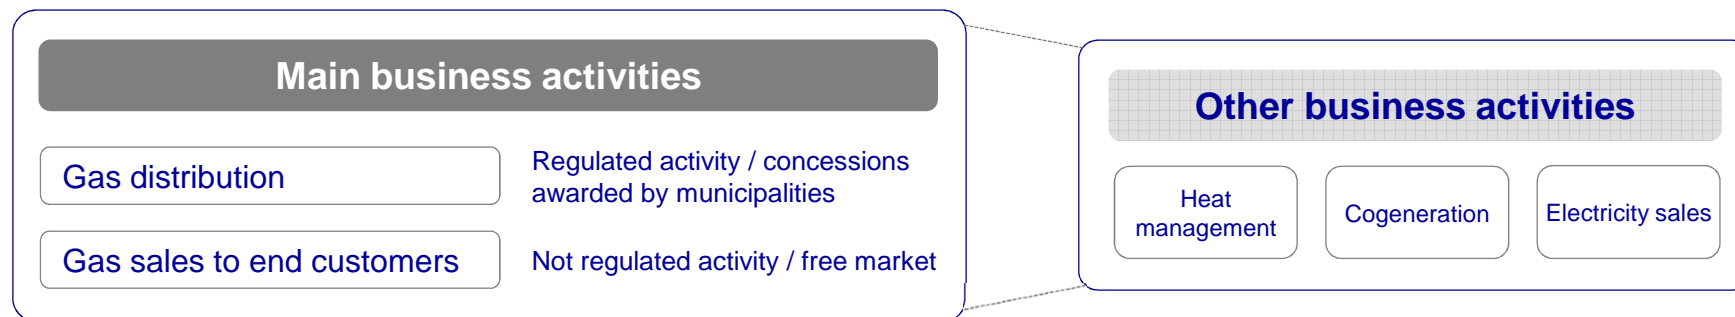 Main business activities
Gas distribution
Regulated activity / concessions
awarded by municipalities
Gas sales to end customers
Not regulated activity / free market
Other business activities
Heat
management
Cogeneration
Electricity sales